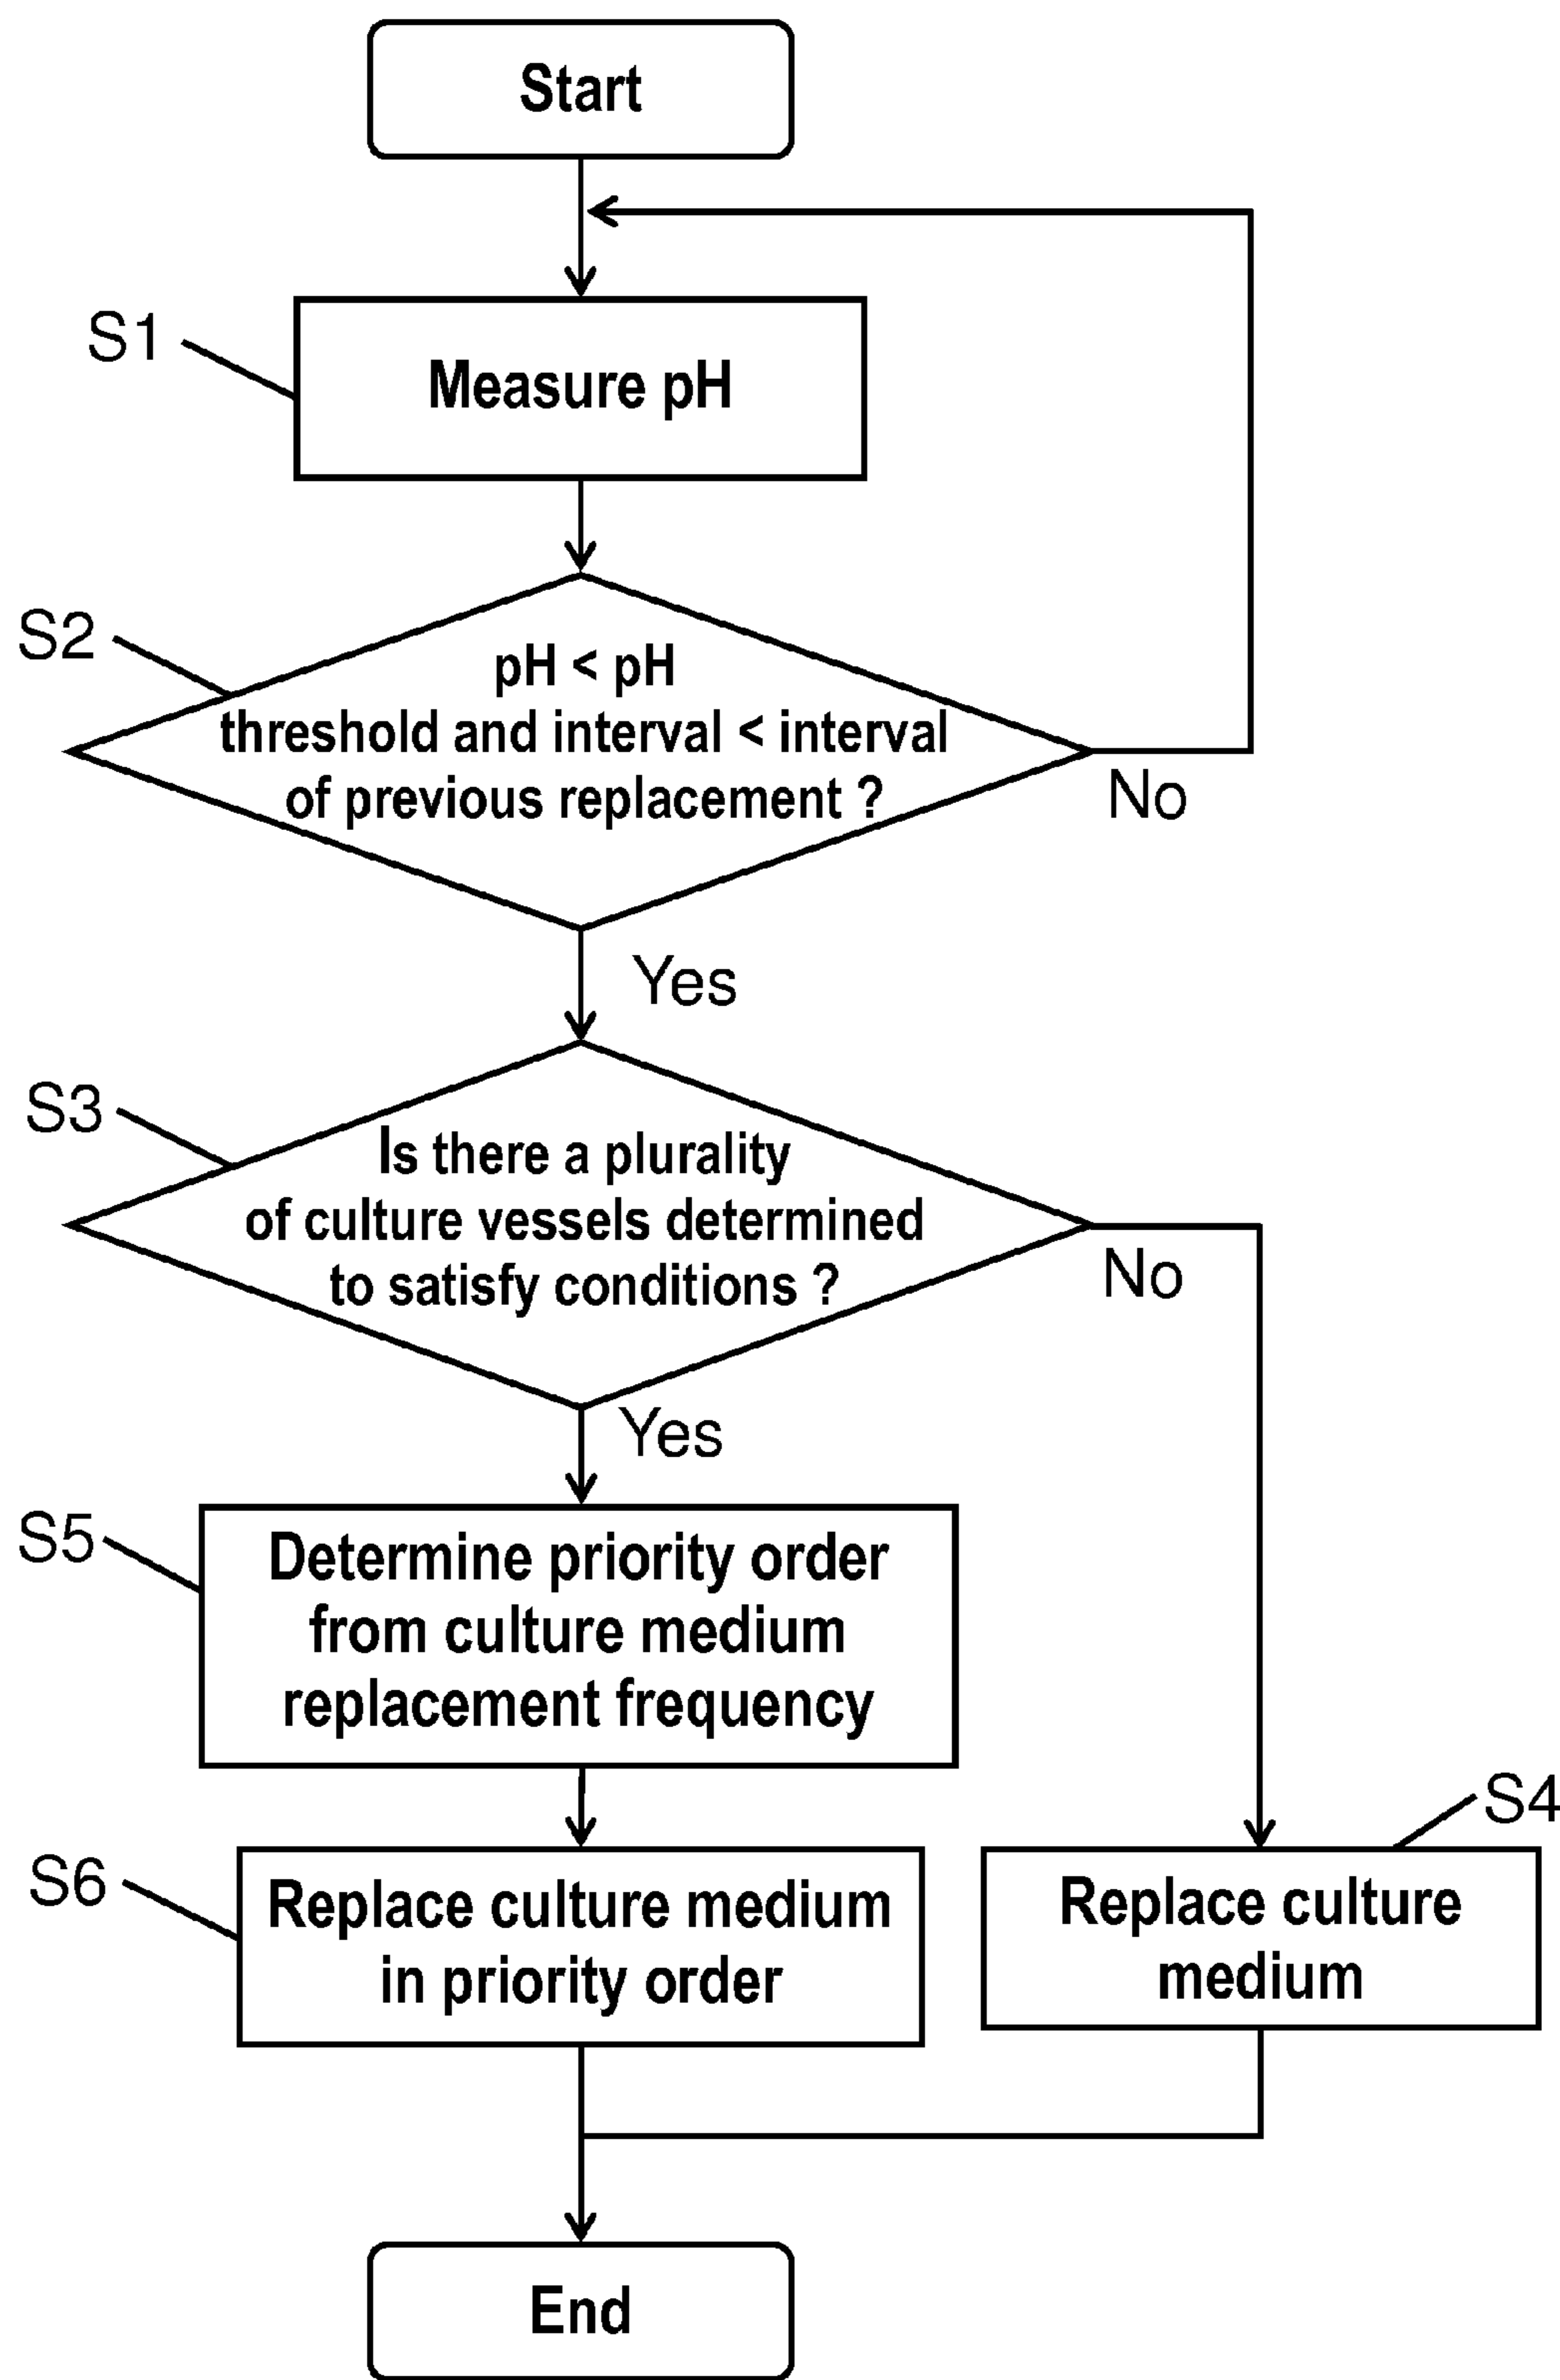 Start
S1
Measure pH
S2
pH < pH
threshold and interval < interval
of previous replacement ?
No
Yes
S3
Is there a plurality
of culture vessels determined
to satisfy conditions ?
No
Yes
S5
Determine priority order
from culture medium
replacement frequency
S4
S6
Replace culture medium
in priority order
Replace culture
medium
End